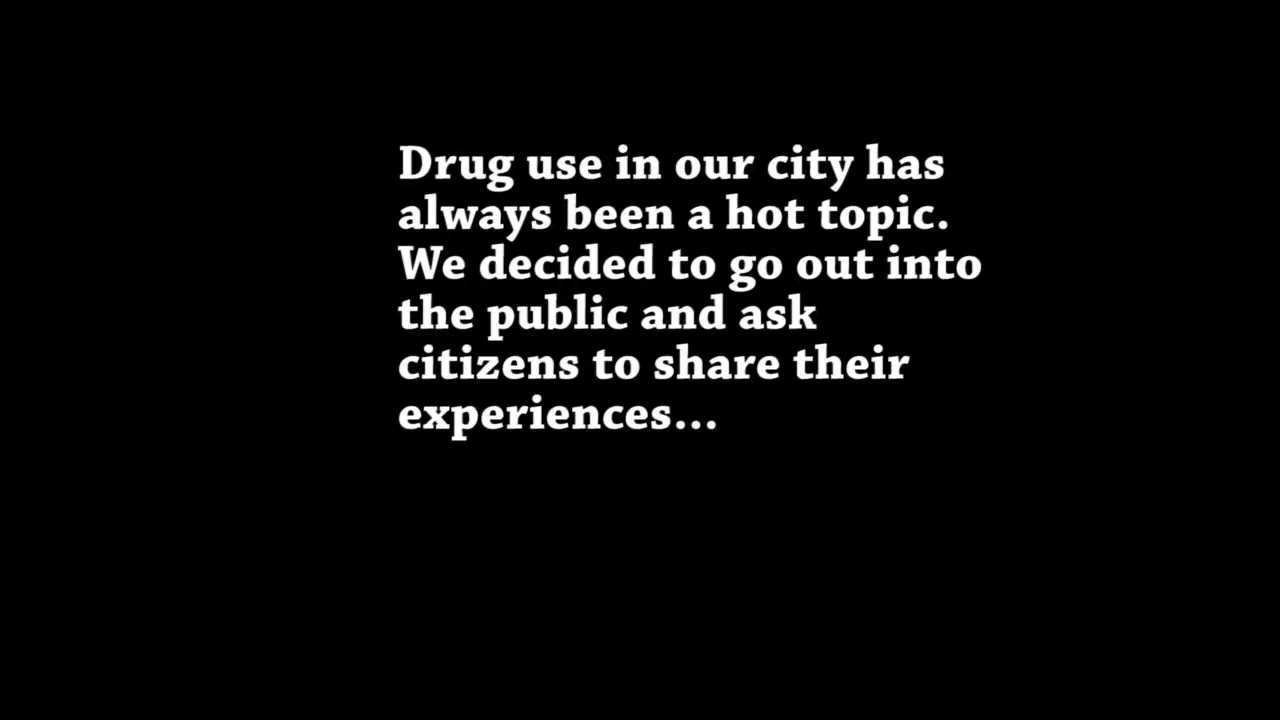 Drug use in our city has
always been a hot topic.
We decided to go out into
the public and ask
citizens to share their
experiences...